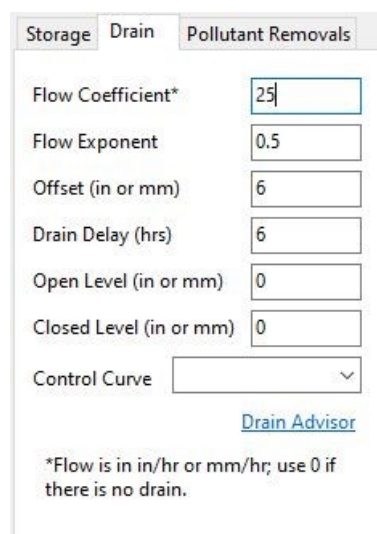 Storage Drain Pollutant Removals
Flow Coefficient* 25
Flow Exponent 0.5
Offset (in or mm) 6
Drain Delay (hrs) 6
Open Level (in or mm) 0
Closed Level (in or mm) 0
Control Curve
Drain Advisor
*Flow is in in/hr or mm/hr; use 0 if
there is no drain.